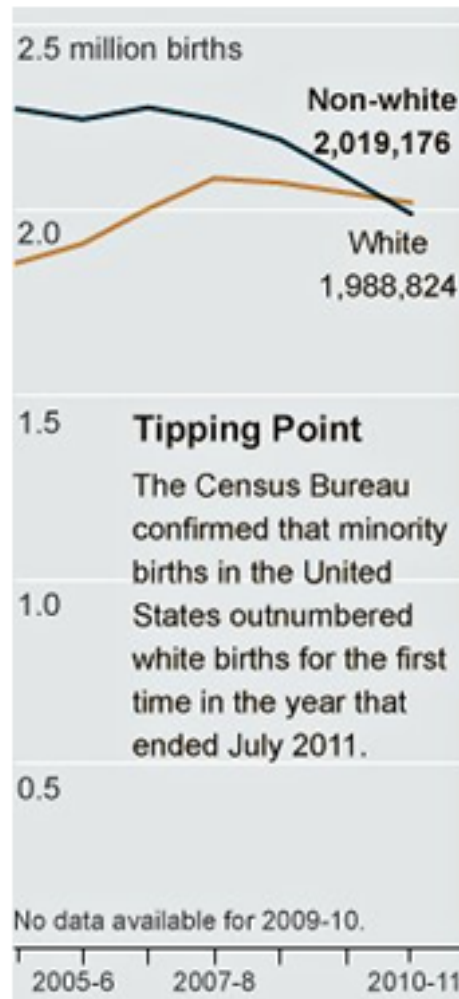 2.5 million births
Non-white
2,019,176
2.0
White
1,988,824
1.5
Tipping Point
The Census Bureau
confirmed that minority
births in the United
1.0
States outnumbered
white births for the first
time in the year that
ended July 2011.
0.5
No data available for 2009-10.
2005-6 2007-8 2010-11